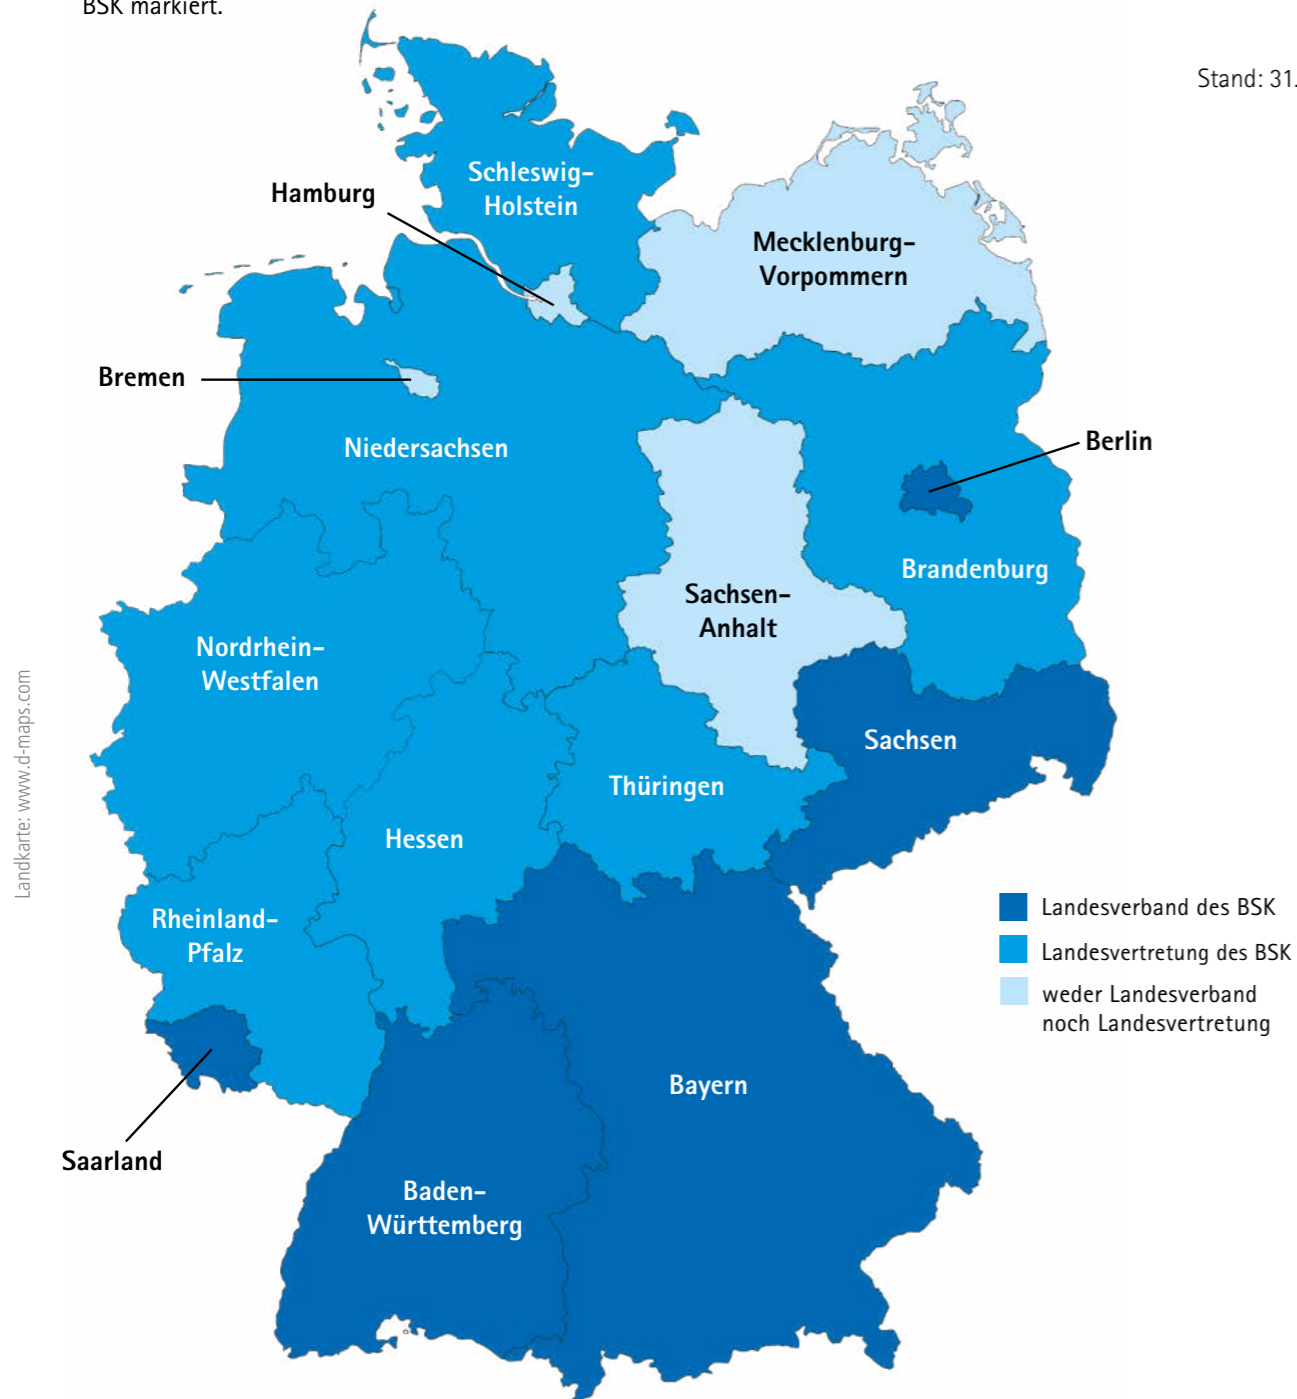 BSK markiert.
Stand: 31.
Schleswig-
Holstein
Hamburg
Mecklenburg-
Vorpommern
Bremen
Niedersachsen
Berlin
Brandenburg
Sachsen-
Anhalt
Nordrhein-
Westfalen
Sachsen
Thüringen
Hessen
Landkarte: www.d-maps.com
Rheinland-
Pfalz
Landesverband des BSK
Landesvertretung des BSK
weder Landesverband
noch Landesvertretung
Bayern
Saarland
Baden-
Württemberg